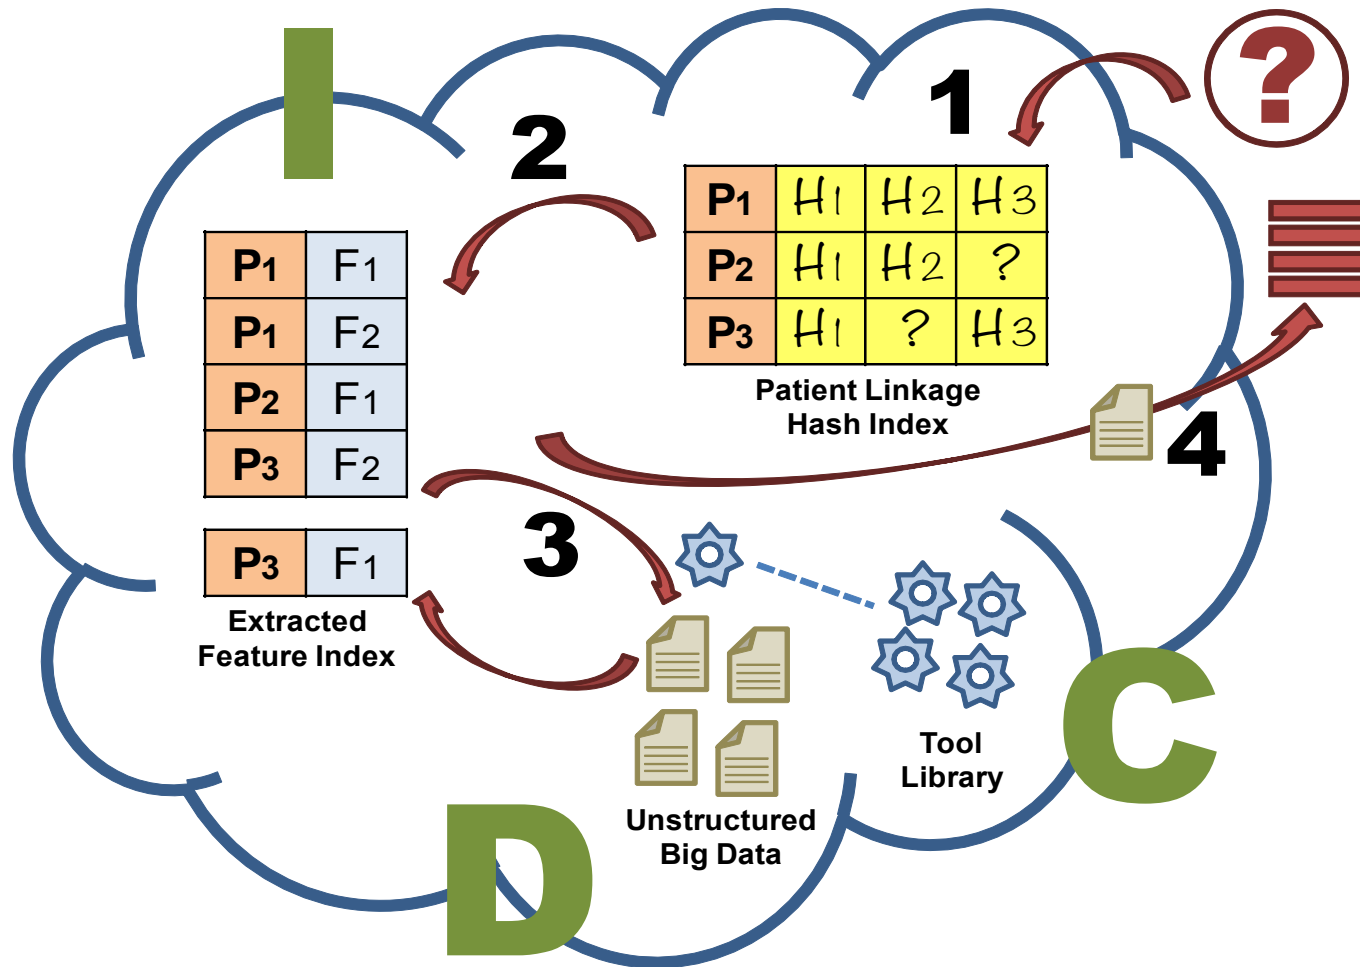 I
1
?
2
P1 H1 H2 H3
P2 H1 H2 ?
P3 H1 ? H3
Patient Linkage
Hash Index
P1 F1
P1 F2
P2 F1
P3 F2
P3 F1
Extracted
Feature Index
3
4
Tool
Library
C
Unstructured
Big Data
D